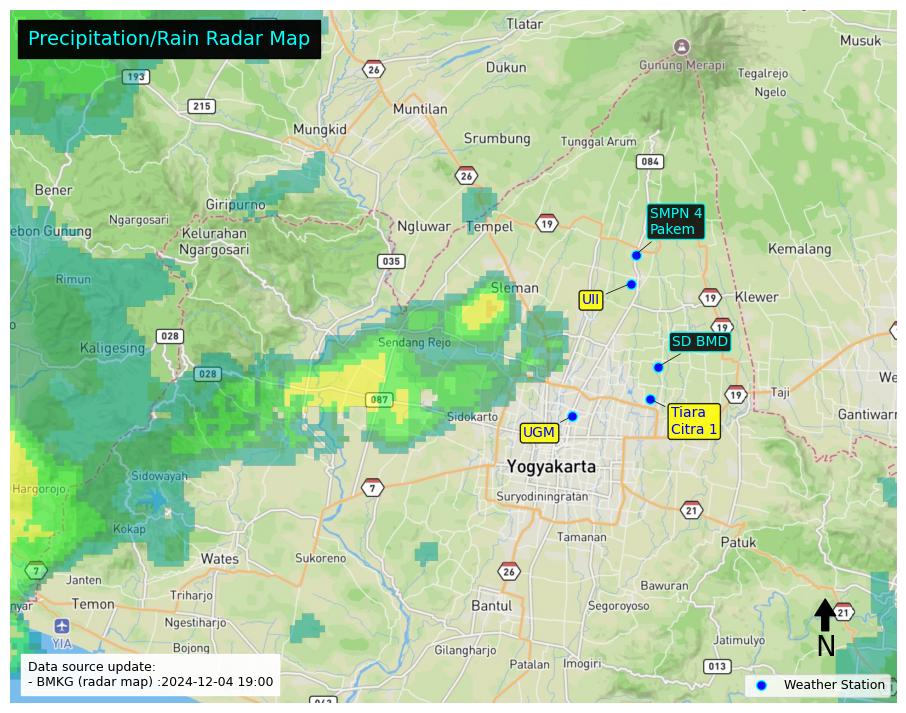 Precipitation/Rain Radar Map
Tlatar
Musuk
26
193
Dukun
Gunung Merapi
Tegalrejo
Ngelo
215
Muntilan
Mungkid
Srumbung
Tunggal Arum
084
26
Bener
Giripurno
Ngargosari
SMPN 4
Pakem
Ngluwar
Tempel
19
Kelurahan
Ngargosari
ebon Gunung
Kemalang
035
Rimun
Sleman
UII
19
Klewer
19
028
Sendang Rejo
SD BMD
Kaligesing
028
087
19
Taji
We
Sidokarto
Tiara
Citra 1
Gantiwarn
UGM
Yogyakarta
Sidowayah
Hargorojo
7
Suryodiningratan
21
Kokap
Tamanan
Patuk
Wates
Sukoreno
7
26
Janten
Bawuran
Triharjo
nyar
Temon
Bantul
Segoroyoso
21
Ngestiharjo
YIA
Jatimulyo
N
Bojong
Gilangharjo
Patalan
Imogiri
013
Data source update:
- BMKG (radar map) :2024-12-04 19:00
Weather Station